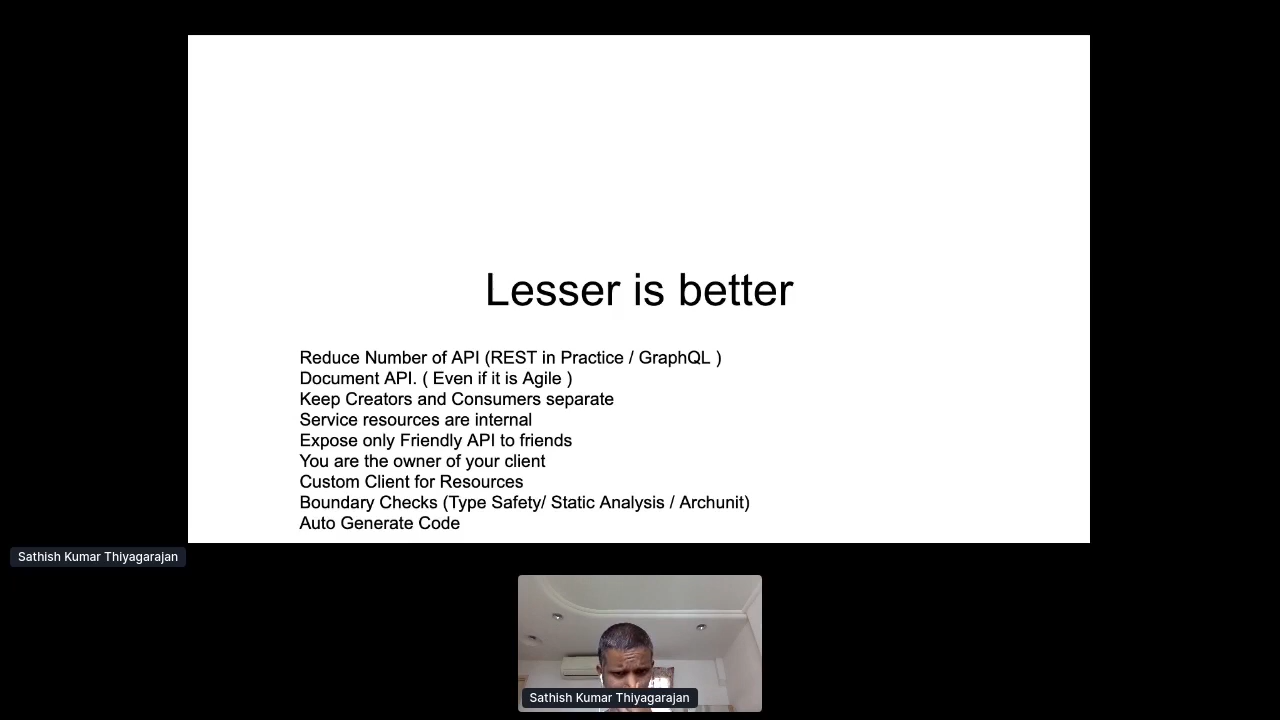 Lesser is better
Reduce Number of API (REST in Practice / GraphQL )
Document API. ( Even if it is Agile )
Keep Creators and Consumers separate
Service resources are internal
Expose only Friendly API to friends
You are the owner of your client
Custom Client for Resources
Boundary Checks (Type Safety/ Static Analysis / Archunit)
Auto Generate Code
Sathish Kumar Thiyagarajan
Sathish Kumar Thiyagarajan